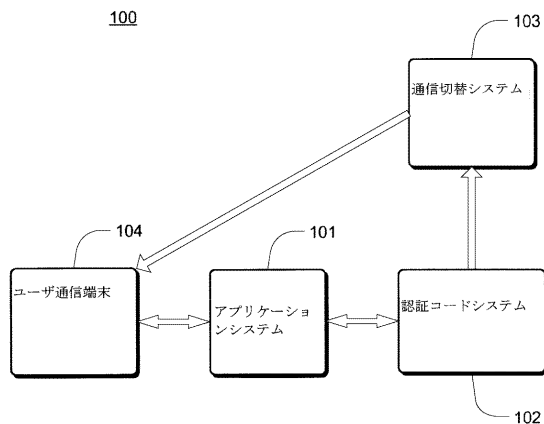 100
103
通信切替システム
104
101
ユーザ通信端末
アプリケーショ
ンシステム
認証コードシステム
102